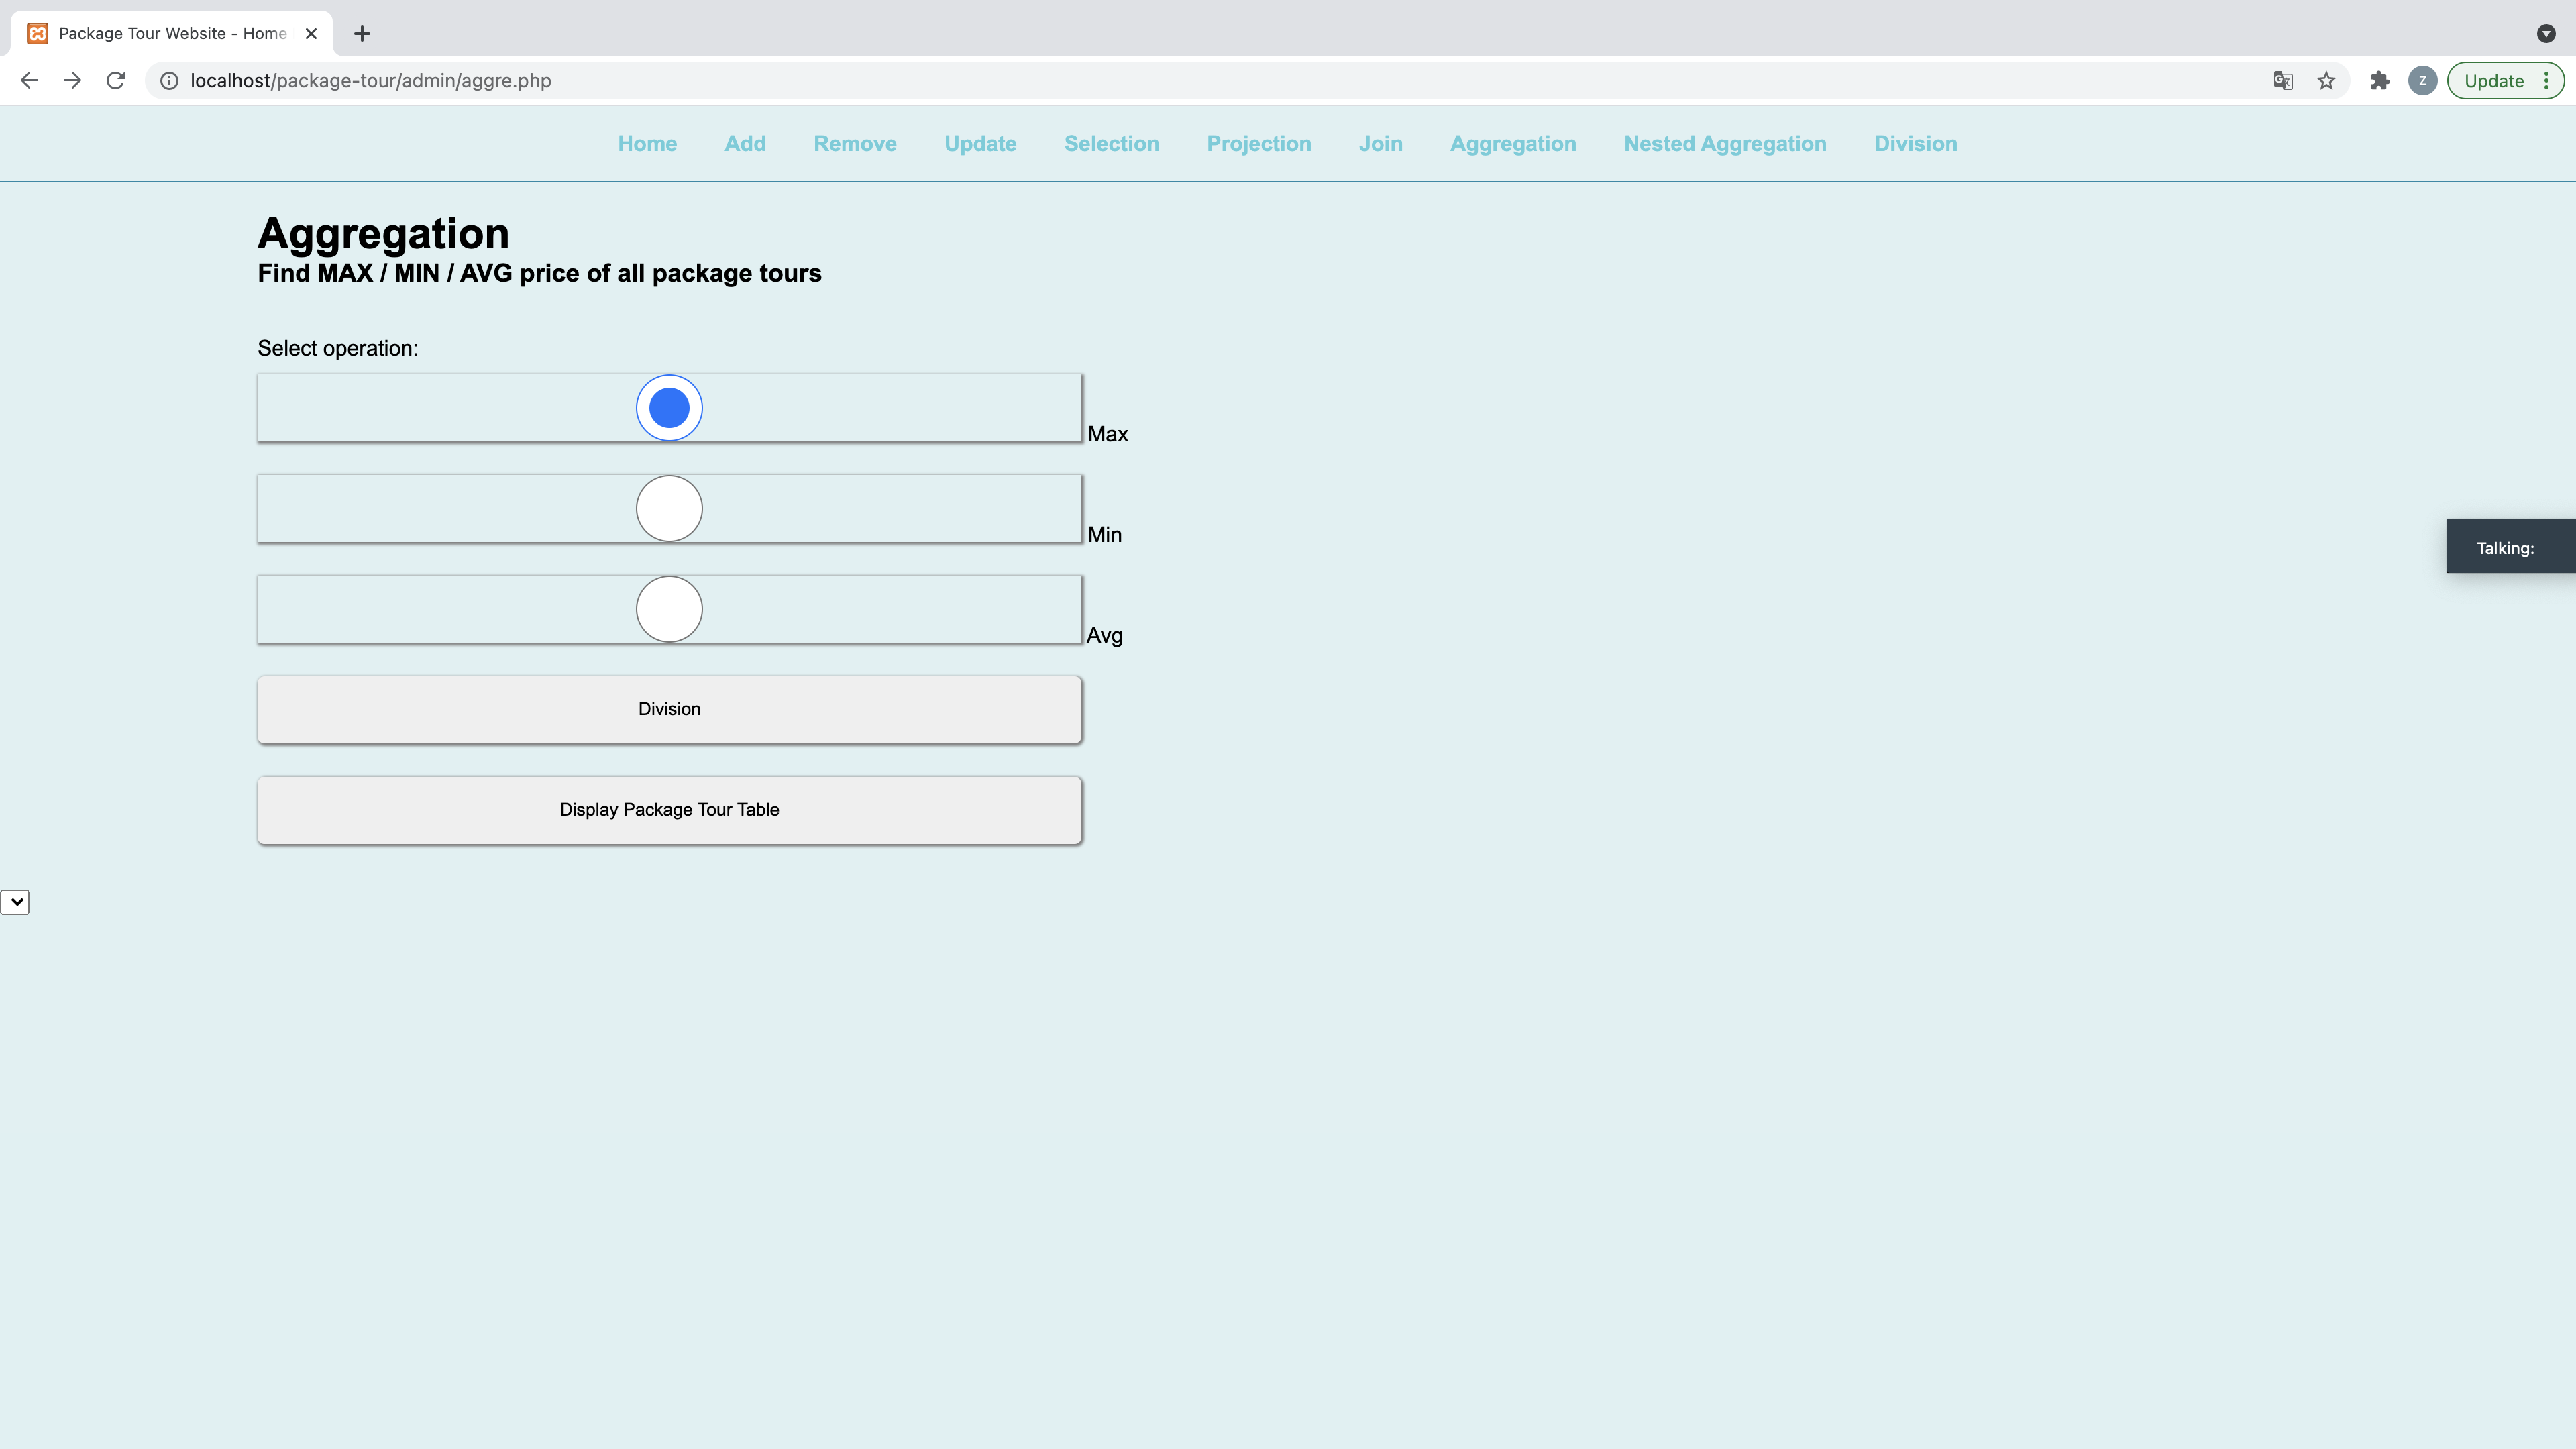 Package Tour Website - Home
localhost/package-tour/admin/aggre.php
Z
Update
Home Add Remove Update Selection Projection Join Aggregation Nested Aggregation Division
Aggregation
Find MAX / MIN / AVG price of all package tours
Select operation:
Max
Min
Talking:
Avg
Division
Display Package Tour Table